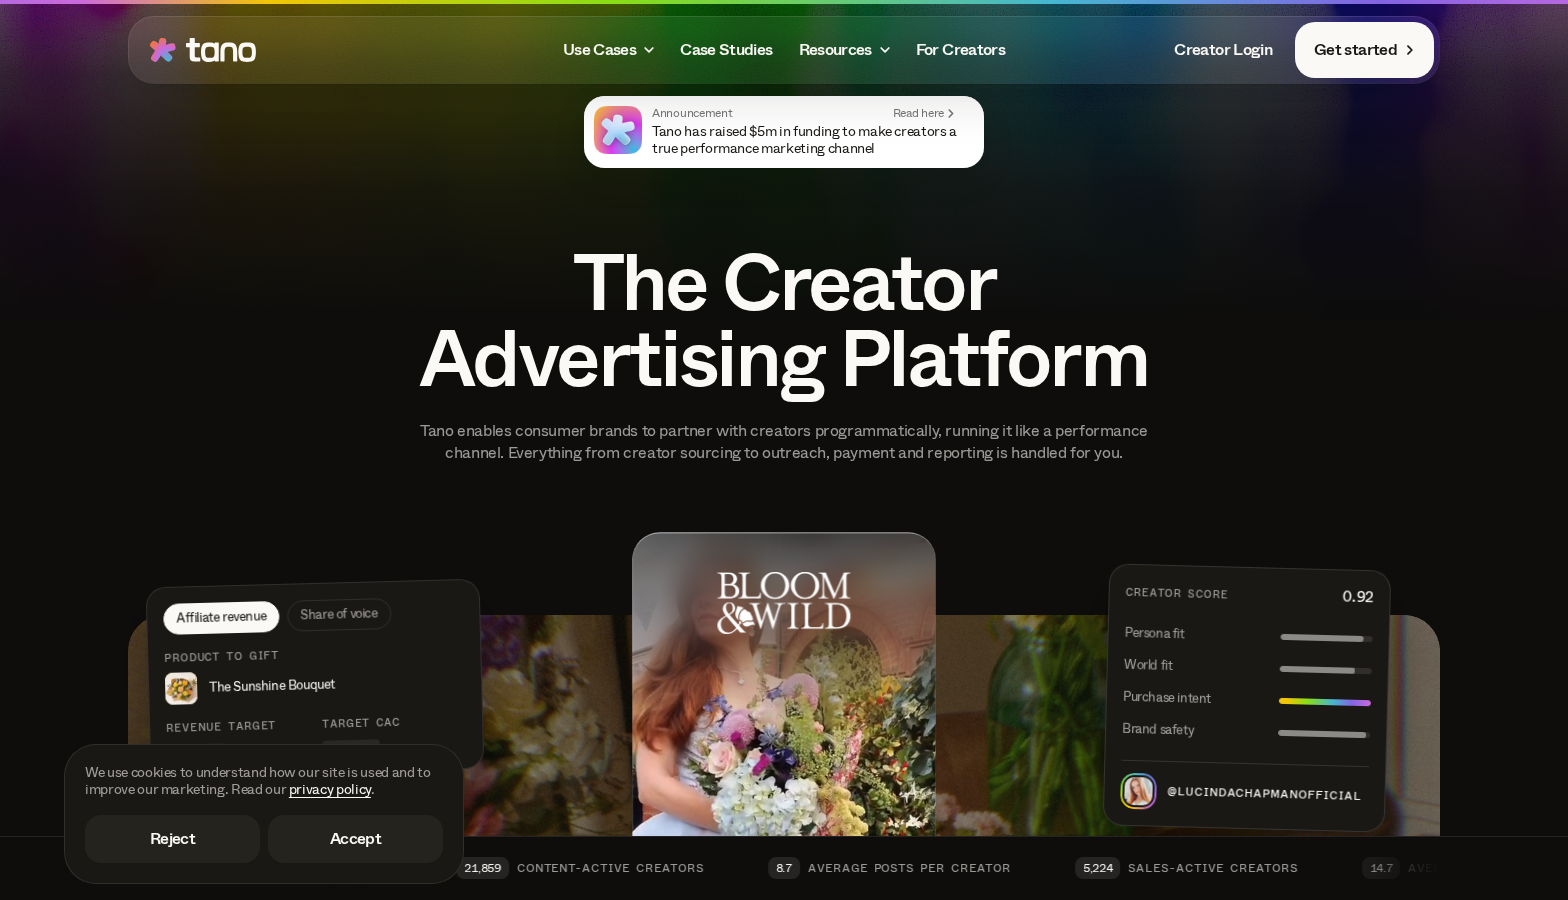 tano
Use Cases
Case Studies
Resources
For Creators
Creator Login
Get started
Announcement
Read here
Tano has raised $5m in funding to make creators a
true performance marketing channel
The Creator
Advertising Platform
Tano enables consumer brands to partner with creators programmatically, running it like a performance
channel. Everything from creator sourcing to outreach, payment and reporting is handled for you.
Affiliate revenue
Share of voice
PRODUCT TO GIFT
The Sunshine Bouquet
REVENUE TARGET
TARGET CAC
BLOOM
&WILD
CREATOR SCORE
0.92
Persona fit
World fit
Purchase intent
Brand safety
@LUCINDACHAPMANOFFICIAL
We use cookies to understand how our site is used and to
improve our marketing. Read our privacy policy.
Reject
Accept
21,859 CONTENT-ACTIVE CREATORS
8.7 AVERAGE POSTS PER CREATOR
5,224 SALES-ACTIVE CREATORS
14.7